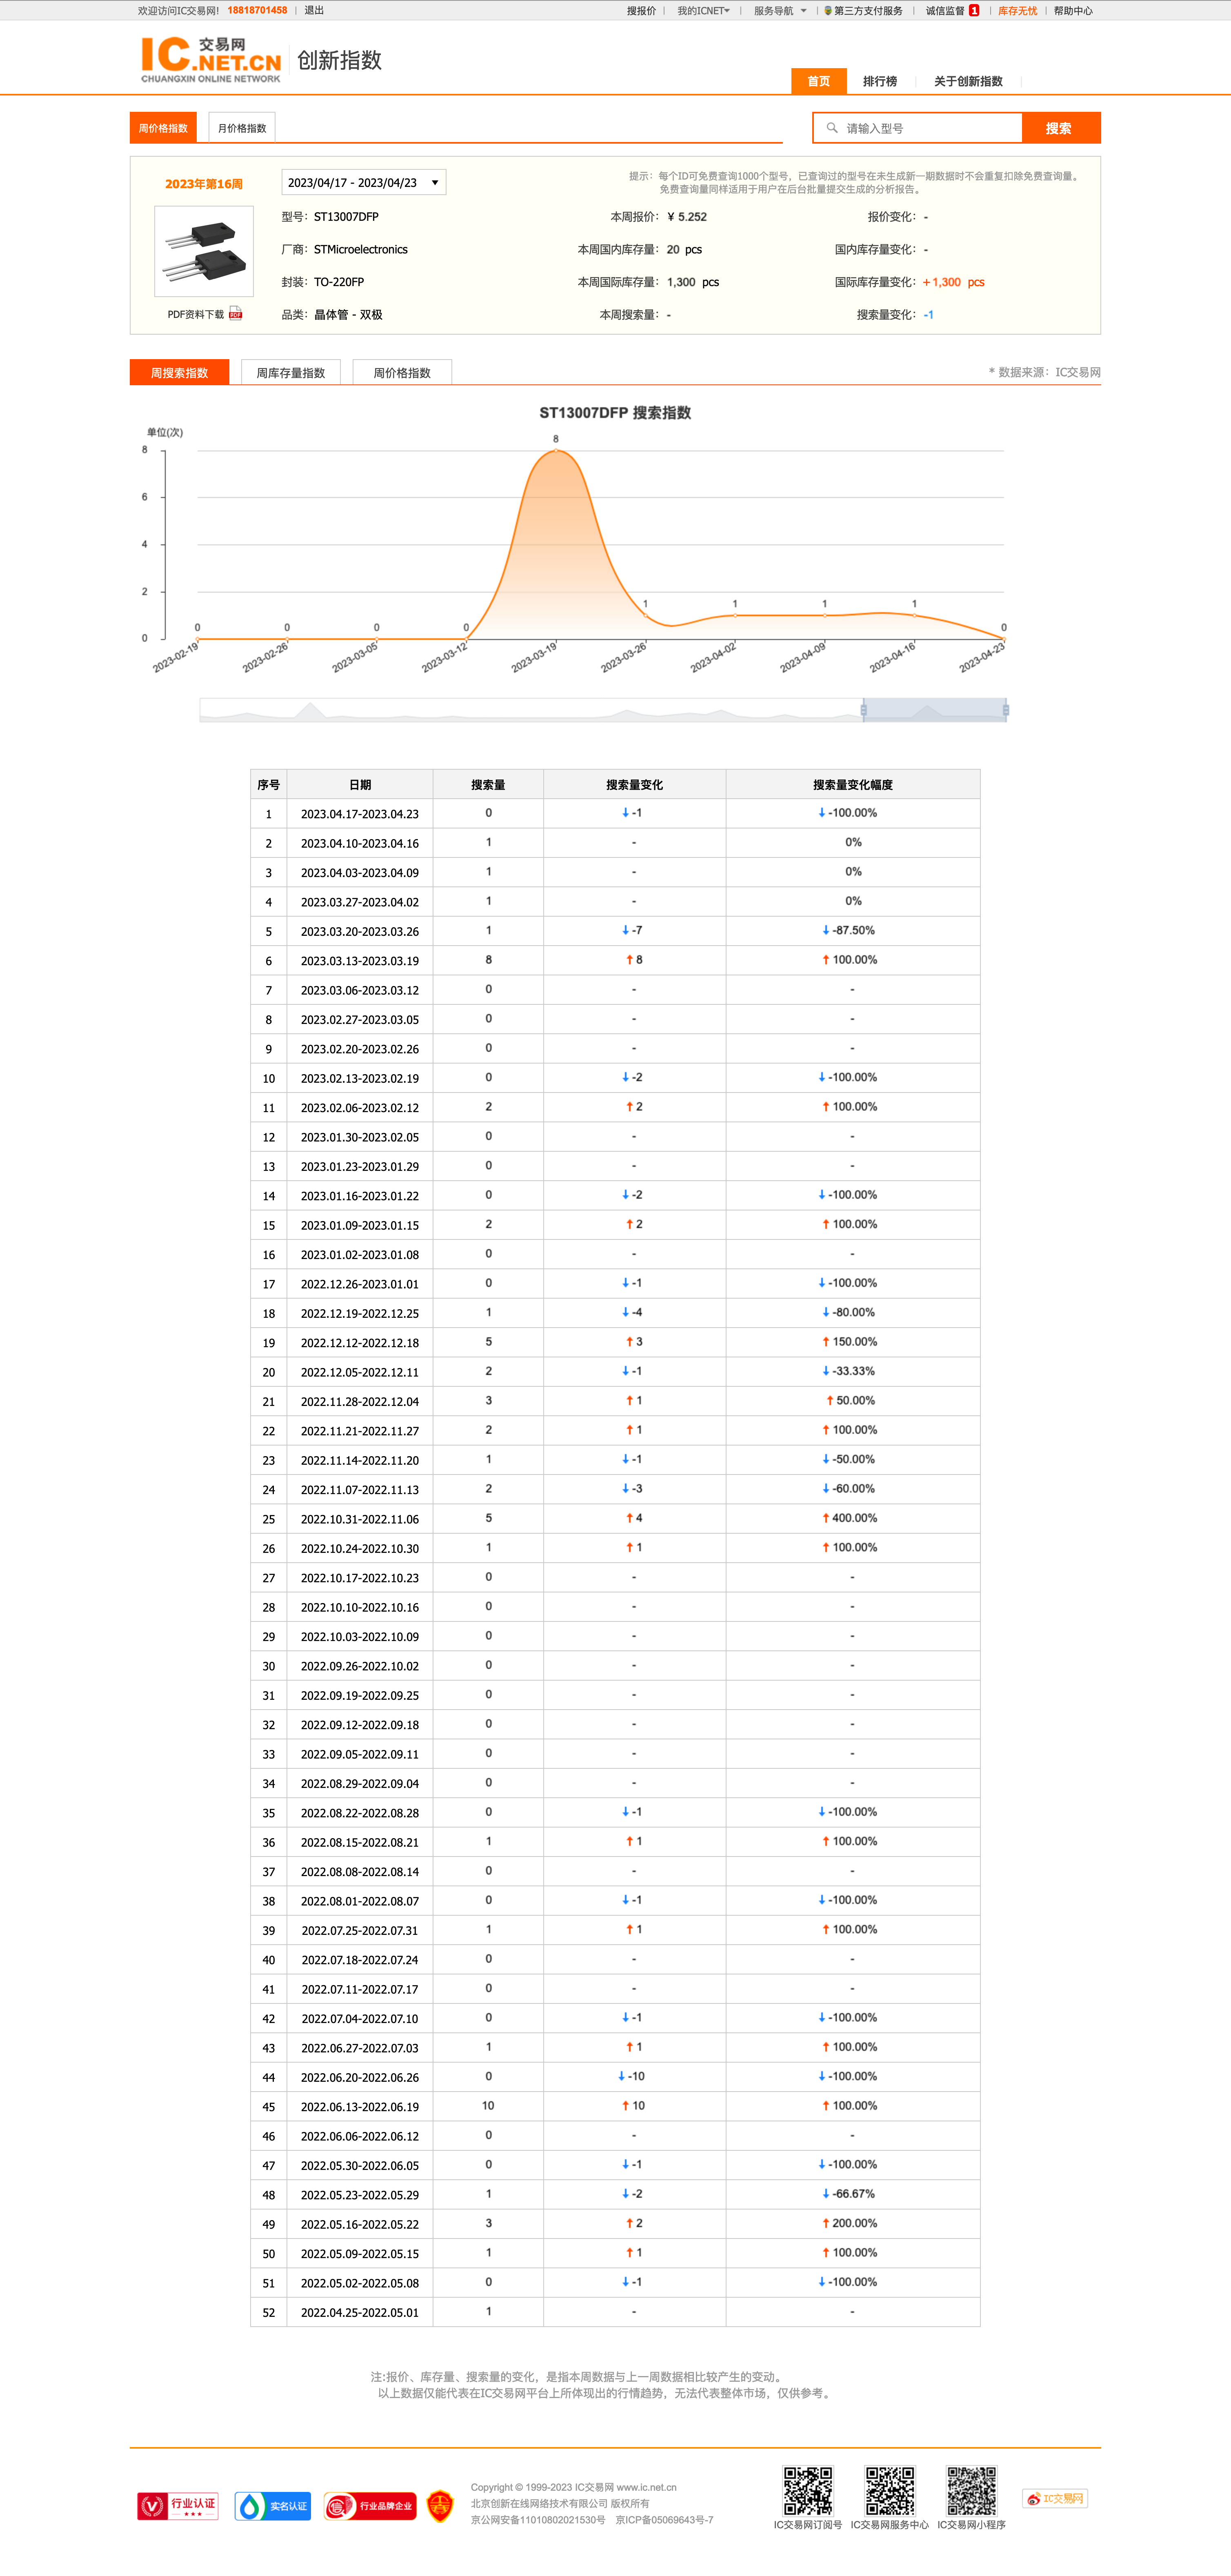 欢迎访问IC交易网! 18818701458 | 退出 搜报价 | 我的ICNET | 服务导航 | 第三方支付服务 | 诚信监督 1 | 库存无忧 | 帮助中心
IC 交易网
.NET.CN
CHUANGXIN ONLINE NETWORK
创新指数
首页 排行榜 关于创新指数
周价格指数 月价格指数 请输入型号 搜索
2023年第16周 2023/04/17 - 2023/04/23
提示：每个ID可免费查询1000个型号，已查询过的型号在未生成新一期数据时不会重复扣除免费查询量。
免费查询量同样适用于用户在后台批量提交生成的分析报告。
型号：ST13007DFP 本周报价：¥ 5.252 报价变化：-
厂商：STMicroelectronics 本周国内库存量：20 pcs 国内库存量变化：-
封装：TO-220FP 本周国际库存量：1,300 pcs 国际库存量变化：+1,300 pcs
PDF资料下载 PDF 品类：晶体管 - 双极 本周搜索量：- 搜索量变化：-1
周搜索指数 周库存量指数 周价格指数 * 数据来源：IC交易网
ST13007DFP 搜索指数
单位(次)
8
6
4
2
0
0 0 0 0 8 1 1 1 1 0
2023-02-19 2023-02-26 2023-03-05 2023-03-12 2023-03-19 2023-03-26 2023-04-02 2023-04-09 2023-04-16 2023-04-23
序号 日期 搜索量 搜索量变化 搜索量变化幅度
1 2023.04.17-2023.04.23 0 ↓-1 ↓-100.00%
2 2023.04.10-2023.04.16 1 - 0%
3 2023.04.03-2023.04.09 1 - 0%
4 2023.03.27-2023.04.02 1 - 0%
5 2023.03.20-2023.03.26 1 ↓-7 ↓-87.50%
6 2023.03.13-2023.03.19 8 ↑8 ↑100.00%
7 2023.03.06-2023.03.12 0 - -
8 2023.02.27-2023.03.05 0 - -
9 2023.02.20-2023.02.26 0 - -
10 2023.02.13-2023.02.19 0 ↓-2 ↓-100.00%
11 2023.02.06-2023.02.12 2 ↑2 ↑100.00%
12 2023.01.30-2023.02.05 0 - -
13 2023.01.23-2023.01.29 0 - -
14 2023.01.16-2023.01.22 0 ↓-2 ↓-100.00%
15 2023.01.09-2023.01.15 2 ↑2 ↑100.00%
16 2023.01.02-2023.01.08 0 - -
17 2022.12.26-2023.01.01 0 ↓-1 ↓-100.00%
18 2022.12.19-2022.12.25 1 ↓-4 ↓-80.00%
19 2022.12.12-2022.12.18 5 ↑3 ↑150.00%
20 2022.12.05-2022.12.11 2 ↓-1 ↓-33.33%
21 2022.11.28-2022.12.04 3 ↑1 ↑50.00%
22 2022.11.21-2022.11.27 2 ↑1 ↑100.00%
23 2022.11.14-2022.11.20 1 ↓-1 ↓-50.00%
24 2022.11.07-2022.11.13 2 ↓-3 ↓-60.00%
25 2022.10.31-2022.11.06 5 ↑4 ↑400.00%
26 2022.10.24-2022.10.30 1 ↑1 ↑100.00%
27 2022.10.17-2022.10.23 0 - -
28 2022.10.10-2022.10.16 0 - -
29 2022.10.03-2022.10.09 0 - -
30 2022.09.26-2022.10.02 0 - -
31 2022.09.19-2022.09.25 0 - -
32 2022.09.12-2022.09.18 0 - -
33 2022.09.05-2022.09.11 0 - -
34 2022.08.29-2022.09.04 0 - -
35 2022.08.22-2022.08.28 0 ↓-1 ↓-100.00%
36 2022.08.15-2022.08.21 1 ↑1 ↑100.00%
37 2022.08.08-2022.08.14 0 - -
38 2022.08.01-2022.08.07 0 ↓-1 ↓-100.00%
39 2022.07.25-2022.07.31 1 ↑1 ↑100.00%
40 2022.07.18-2022.07.24 0 - -
41 2022.07.11-2022.07.17 0 - -
42 2022.07.04-2022.07.10 0 ↓-1 ↓-100.00%
43 2022.06.27-2022.07.03 1 ↑1 ↑100.00%
44 2022.06.20-2022.06.26 0 ↓-10 ↓-100.00%
45 2022.06.13-2022.06.19 10 ↑10 ↑100.00%
46 2022.06.06-2022.06.12 0 - -
47 2022.05.30-2022.06.05 0 ↓-1 ↓-100.00%
48 2022.05.23-2022.05.29 1 ↓-2 ↓-66.67%
49 2022.05.16-2022.05.22 3 ↑2 ↑200.00%
50 2022.05.09-2022.05.15 1 ↑1 ↑100.00%
51 2022.05.02-2022.05.08 0 ↓-1 ↓-100.00%
52 2022.04.25-2022.05.01 1 - -
注:报价、库存量、搜索量的变化，是指本周数据与上一周数据相比较产生的变动。
以上数据仅能代表在IC交易网平台上所体现出的行情趋势，无法代表整体市场，仅供参考。
行业认证 实名认证 行业品牌企业
Copyright © 1999-2023 IC交易网 www.ic.net.cn
北京创新在线网络技术有限公司 版权所有
京公网安备11010802021530号 京ICP备05069643号-7
IC交易网订阅号 IC交易网服务中心 IC交易网小程序
IC交易网